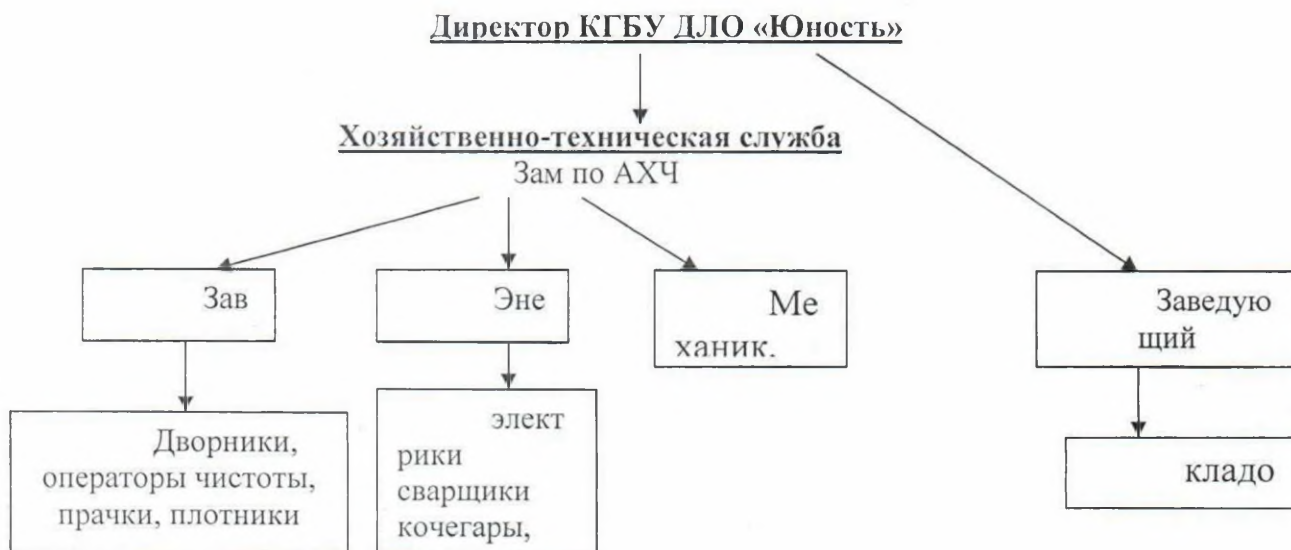 Директор КГБУ ДЛО «Юность»
Хозяйственно-техническая служба
Зам по АХЧ
Зав
Эне
Ме
ханик.
Заведую
щий
Дворники,
операторы чистоты,
прачки, плотники
элект
рики
сварщики
кочегары,
кладо